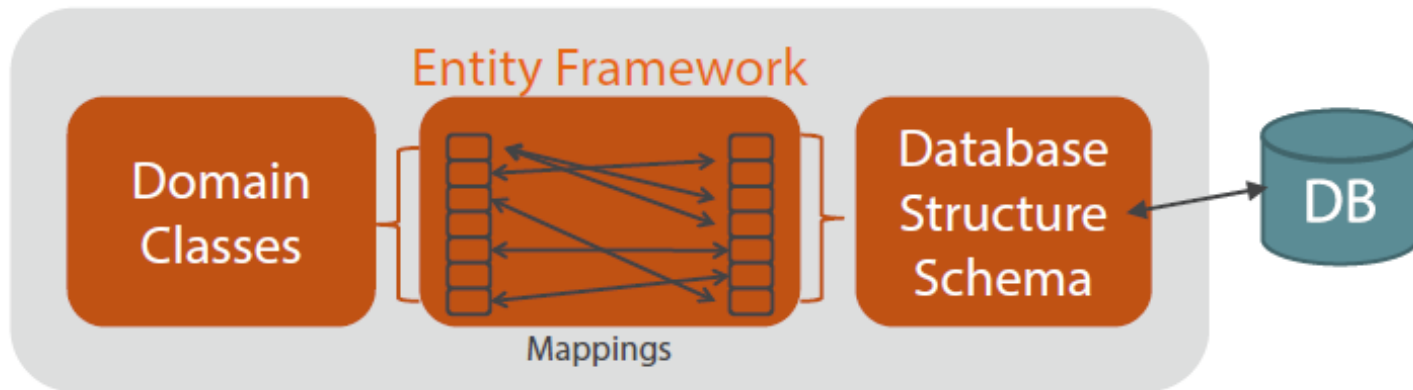 Entity Framework
Domain
Classes
Mappings
Database
Structure
Schema
DB